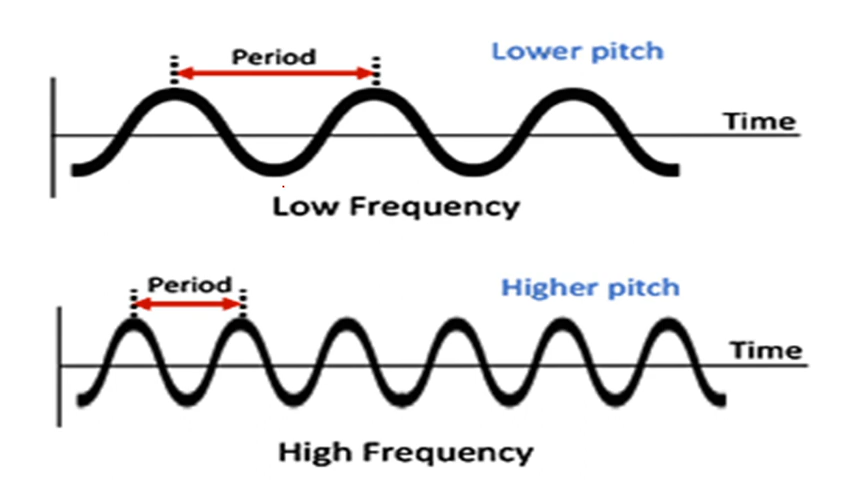 Period
Lower pitch
Time
Low Frequency
Period
Higher pitch
Time
High Frequency